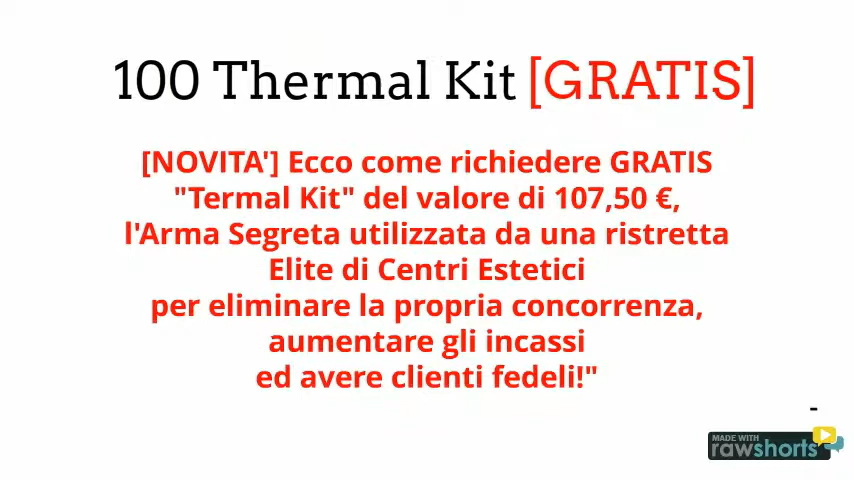 100 Thermal Kit [GRATIS]
[NOVITA'] Ecco come richiedere GRATIS
"Termal Kit" del valore di 107,50 €,
l'Arma Segreta utilizzata da una ristretta
Elite di Centri Estetici
per eliminare la propria concorrenza,
aumentare gli incassi
ed avere clienti fedeli!"
-
MADE WITH
rawshorts